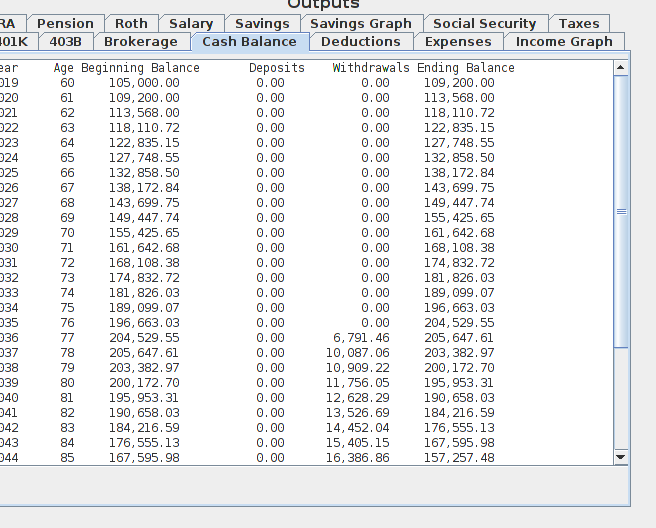 Outputs
RA Pension Roth Salary Savings Savings Graph Social Security Taxes
401K 403B Brokerage Cash Balance Deductions Expenses Income Graph
ear Age Beginning Balance Deposits Withdrawals Ending Balance
019 60 105,000.00 0.00 0.00 109,200.00
020 61 109,200.00 0.00 0.00 113,568.00
021 62 113,568.00 0.00 0.00 118,110.72
022 63 118,110.72 0.00 0.00 122,835.15
023 64 122,835.15 0.00 0.00 127,748.55
024 65 127,748.55 0.00 0.00 132,858.50
025 66 132,858.50 0.00 0.00 138,172.84
026 67 138,172.84 0.00 0.00 143,699.75
027 68 143,699.75 0.00 0.00 149,447.74
028 69 149,447.74 0.00 0.00 155,425.65
029 70 155,425.65 0.00 0.00 161,642.68
030 71 161,642.68 0.00 0.00 168,108.38
031 72 168,108.38 0.00 0.00 174,832.72
032 73 174,832.72 0.00 0.00 181,826.03
033 74 181,826.03 0.00 0.00 189,099.07
034 75 189,099.07 0.00 0.00 196,663.03
035 76 196,663.03 0.00 0.00 204,529.55
036 77 204,529.55 0.00 6,791.46 205,647.61
037 78 205,647.61 0.00 10,087.06 203,382.97
038 79 203,382.97 0.00 10,909.22 200,172.70
039 80 200,172.70 0.00 11,756.05 195,953.31
040 81 195,953.31 0.00 12,628.29 190,658.03
041 82 190,658.03 0.00 13,526.69 184,216.59
042 83 184,216.59 0.00 14,452.04 176,555.13
043 84 176,555.13 0.00 15,405.15 167,595.98
044 85 167,595.98 0.00 16,386.86 157,257.48